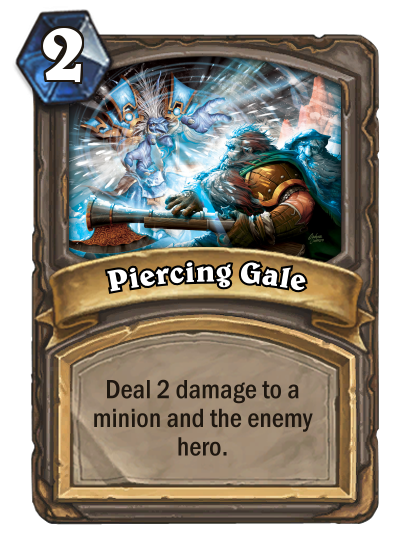 2
Piercing Gale
Deal 2 damage to a
minion and the enemy
hero.